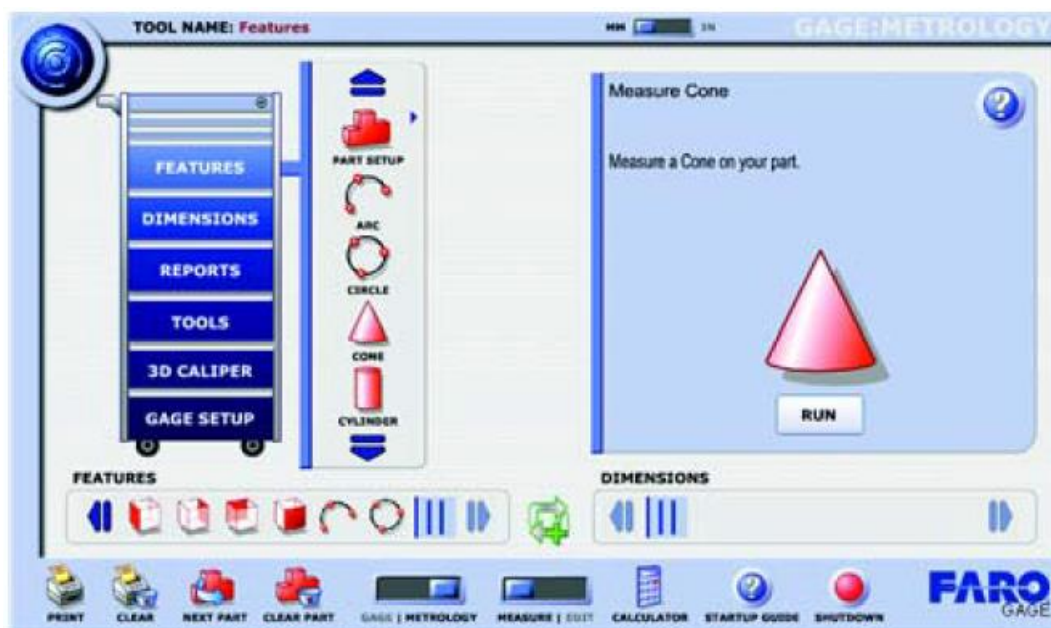 TOOL NAME: Features
MM IN
GAGE:METROLOGY
FEATURES
DIMENSIONS
REPORTS
TOOLS
3D CALIPER
GAGE SETUP
PART SETUP
ARC
CIRCLE
CONE
CYLINDER
Measure Cone
?
Measure a Cone on your part.
RUN
FEATURES
DIMENSIONS
PRINT
CLEAR
NEXT PART
CLEAR PART
GAGE | METROLOGY
MEASURE | EDIT
CALCULATOR
?
STARTUP GUIDE
SHUTDOWN
FARO
GAGE